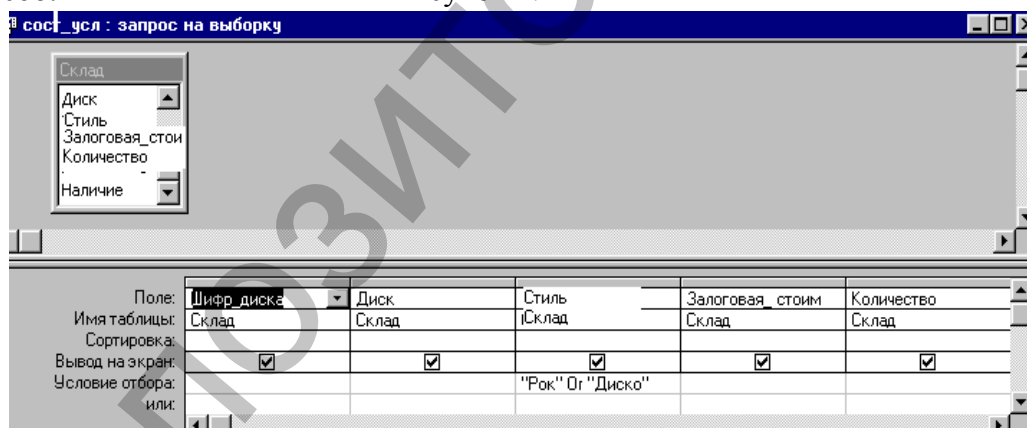 сост_усл : запрос на выборку
Склад
Диск
Стиль
Залоговая_стои
Количество
Наличие
Поле: Шифр_диска Диск Стиль Залоговая_стоим Количество
Имя таблицы: Склад Склад Склад Склад Склад
Сортировка:
Вывод на экран:
Условие отбора: "Рок" Or "Диско"
или: